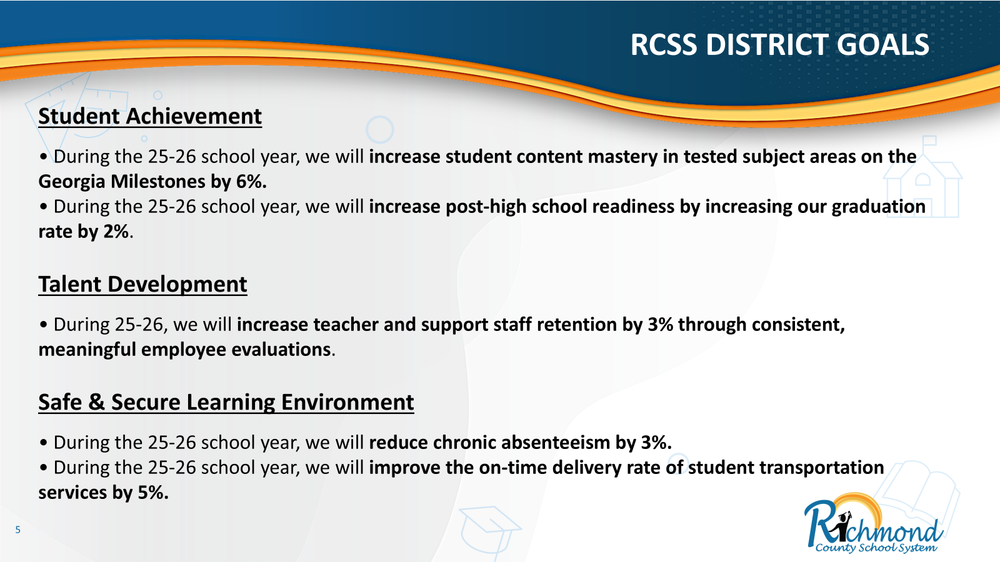 RCSS DISTRICT GOALS
Student Achievement
• During the 25-26 school year, we will increase student content mastery in tested subject areas on the
Georgia Milestones by 6%.
• During the 25-26 school year, we will increase post-high school readiness by increasing our graduation
rate by 2%.
Talent Development
• During 25-26, we will increase teacher and support staff retention by 3% through consistent,
meaningful employee evaluations.
Safe & Secure Learning Environment
• During the 25-26 school year, we will reduce chronic absenteeism by 3%.
• During the 25-26 school year, we will improve the on-time delivery rate of student transportation
services by 5%.
5
Richmond
County School System